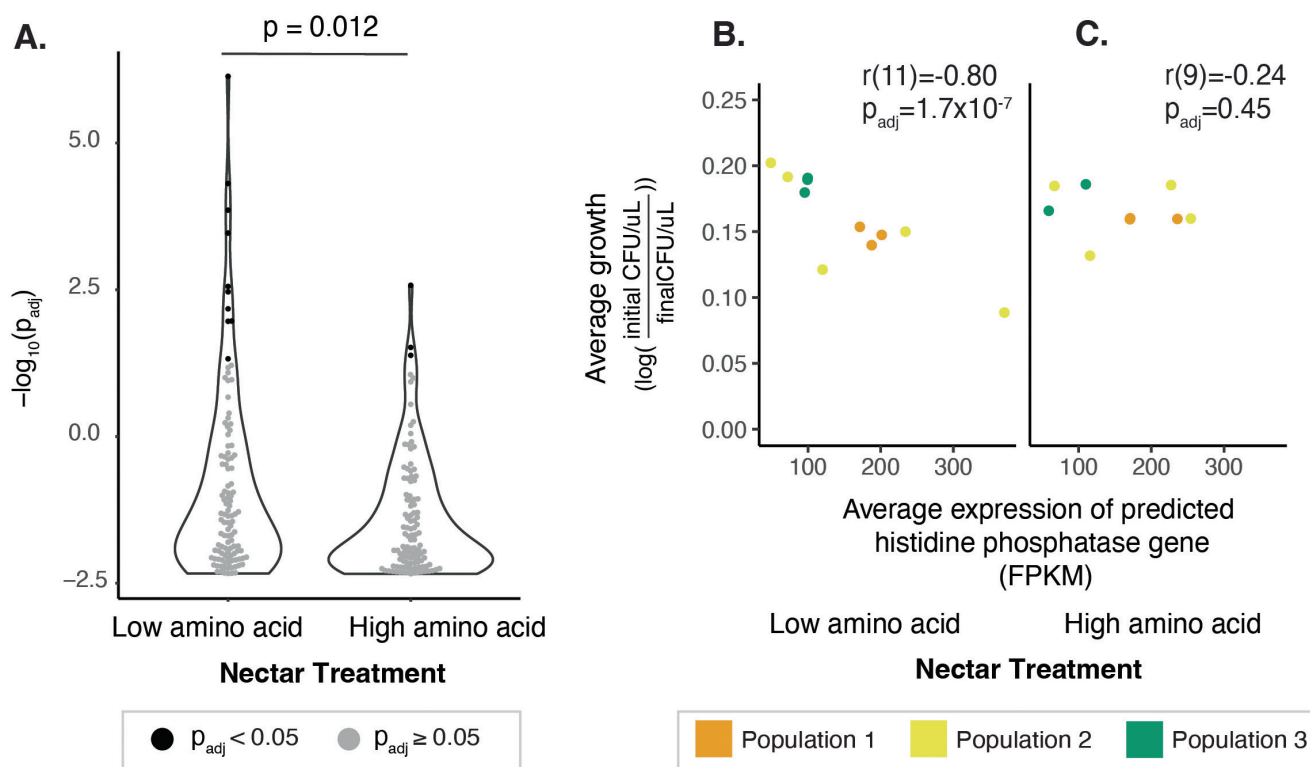 A.
p = 0.012
5.0
2.5
0.0
−2.5
−log10(padj)
Low amino acid
High amino acid
Nectar Treatment
padj < 0.05
padj ≥ 0.05
B.
C.
r(11)=-0.80
padj=1.7x10-7
r(9)=-0.24
padj=0.45
0.25
0.20
0.15
0.10
0.05
0.00
Average growth
(log( initial CFU/uL ))
finalCFU/uL
100
200
300
100
200
300
Average expression of predicted
histidine phosphatase gene
(FPKM)
Low amino acid
High amino acid
Nectar Treatment
Population 1
Population 2
Population 3